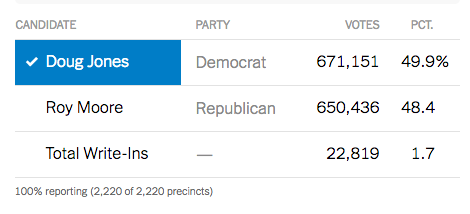 CANDIDATE PARTY VOTES PCT.
✓ Doug Jones Democrat 671,151 49.9%
Roy Moore Republican 650,436 48.4
Total Write-Ins — 22,819 1.7
100% reporting (2,220 of 2,220 precincts)